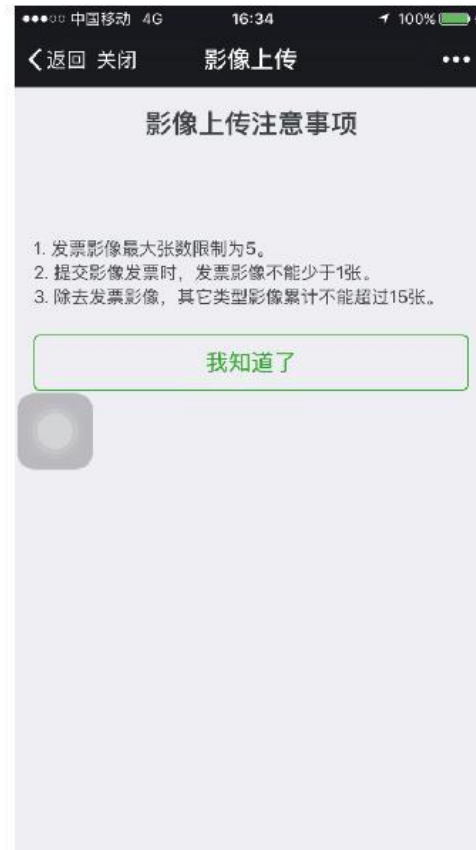 中国移动 4G 16:34 100%
返回 关闭 影像上传
影像上传注意事项
1. 发票影像最大张数限制为5。
2. 提交影像发票时，发票影像不能少于1张。
3. 除去发票影像，其它类型影像累计不能超过15张。
我知道了